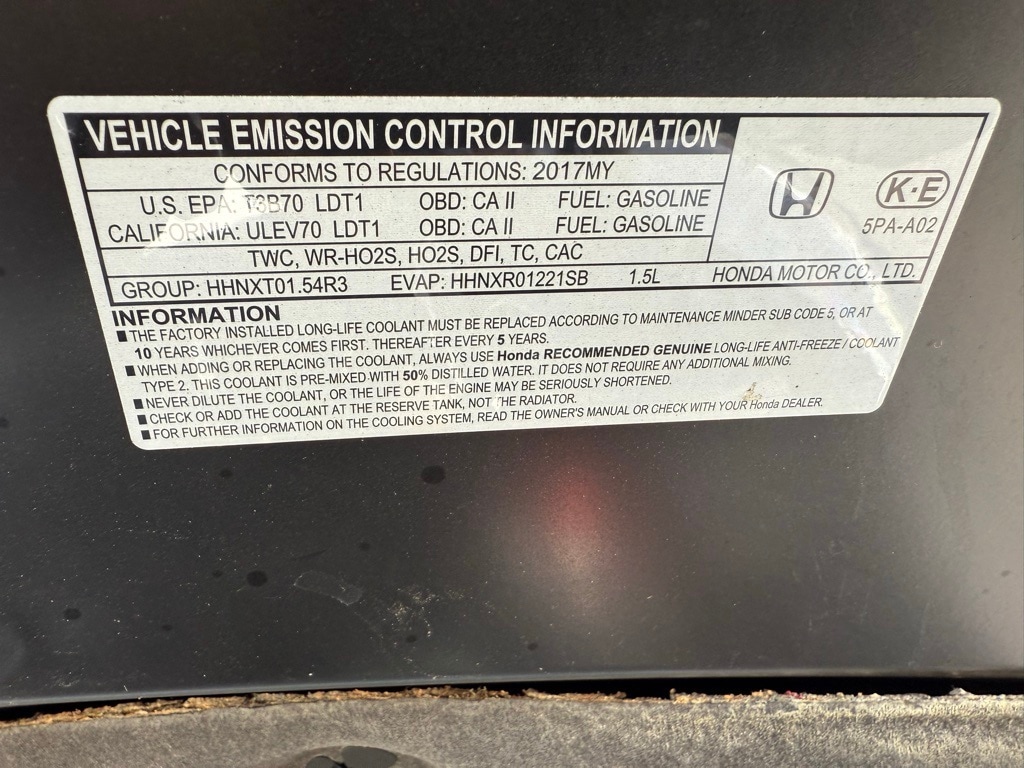 VEHICLE EMISSION CONTROL INFORMATION
CONFORMS TO REGULATIONS: 2017MY
U.S. EPA: T3B70 LDT1 OBD: CA II FUEL: GASOLINE
CALIFORNIA: ULEV70 LDT1 OBD: CA II FUEL: GASOLINE
TWC, WR-HO2S, HO2S, DFI, TC, CAC
GROUP: HHNXT01.54R3 EVAP: HHNXR01221SB 1.5L HONDA MOTOR CO., LTD.
K·E
5PA-A02
INFORMATION
■ THE FACTORY INSTALLED LONG-LIFE COOLANT MUST BE REPLACED ACCORDING TO MAINTENANCE MINDER SUB CODE 5, OR AT
10 YEARS WHICHEVER COMES FIRST. THEREAFTER EVERY 5 YEARS.
■ WHEN ADDING OR REPLACING THE COOLANT, ALWAYS USE Honda RECOMMENDED GENUINE LONG-LIFE ANTI-FREEZE / COOLANT
TYPE 2. THIS COOLANT IS PRE-MIXED WITH 50% DISTILLED WATER. IT DOES NOT REQUIRE ANY ADDITIONAL MIXING.
■ NEVER DILUTE THE COOLANT, OR THE LIFE OF THE ENGINE MAY BE SERIOUSLY SHORTENED.
■ CHECK OR ADD THE COOLANT AT THE RESERVE TANK, NOT THE RADIATOR.
■ FOR FURTHER INFORMATION ON THE COOLING SYSTEM, READ THE OWNER'S MANUAL OR CHECK WITH YOUR Honda DEALER.